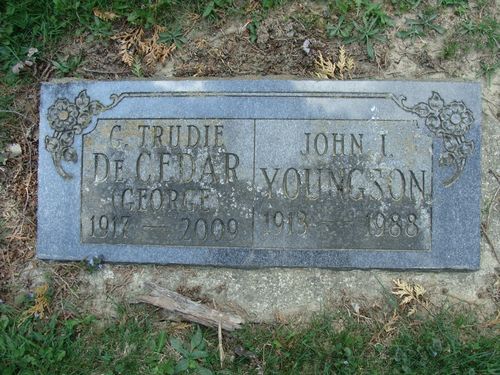 G. TRUDIE
DE CEDAR
(GEORGE)
1917 — 2009
JOHN I.
YOUNGSON
1913 — 1988